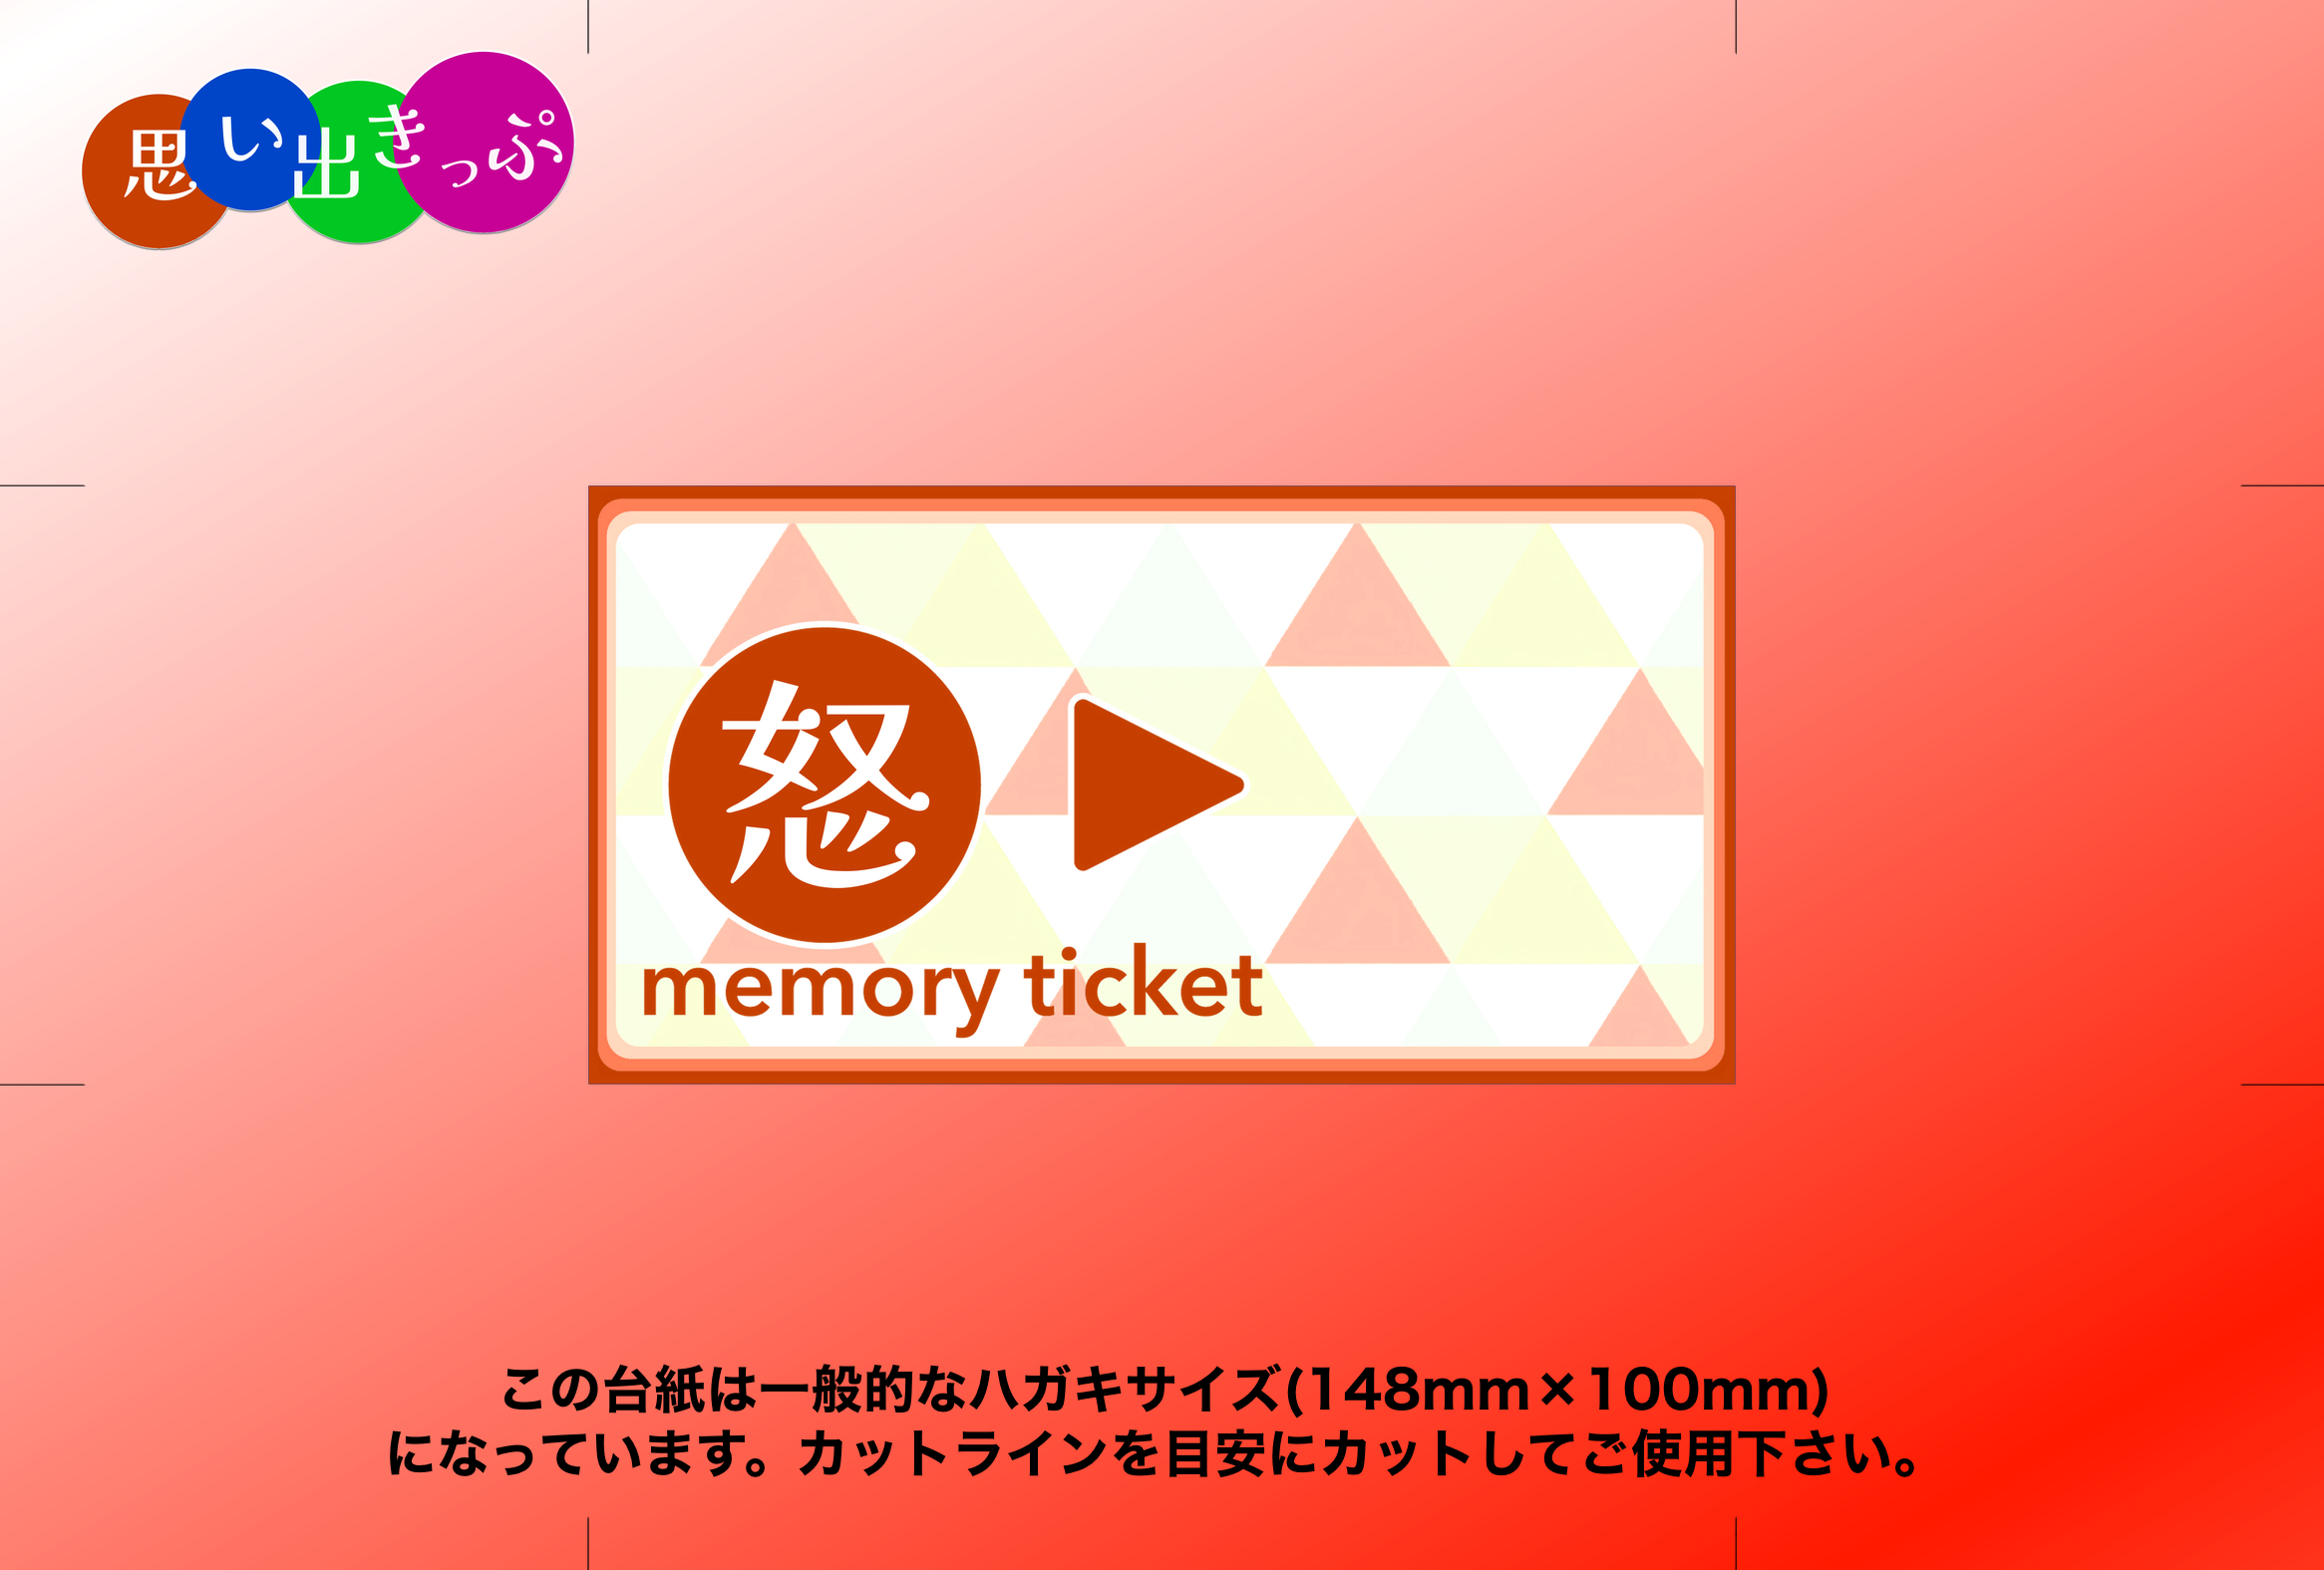 思い出きっぷ
怒
memory ticket
この台紙は一般的なハガキサイズ(148mm×100mm)
になっています。カットラインを目安にカットしてご使用下さい。